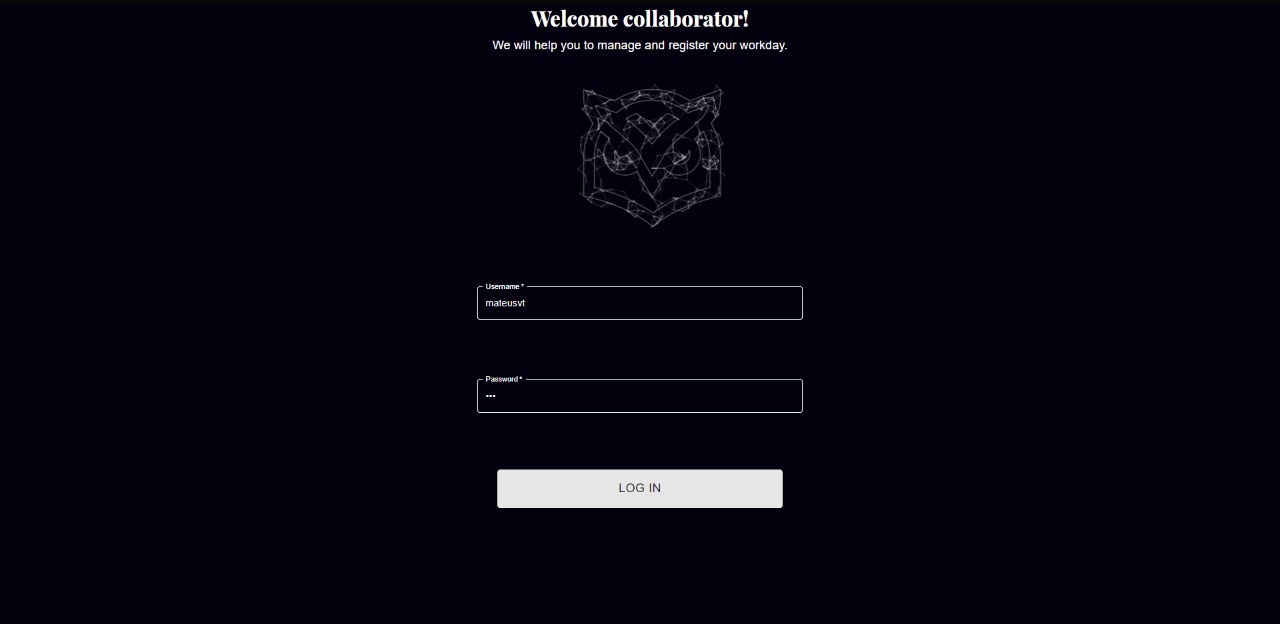 Welcome collaborator!
We will help you to manage and register your workday.
Username *
mateusvt
Password *
•••
LOG IN